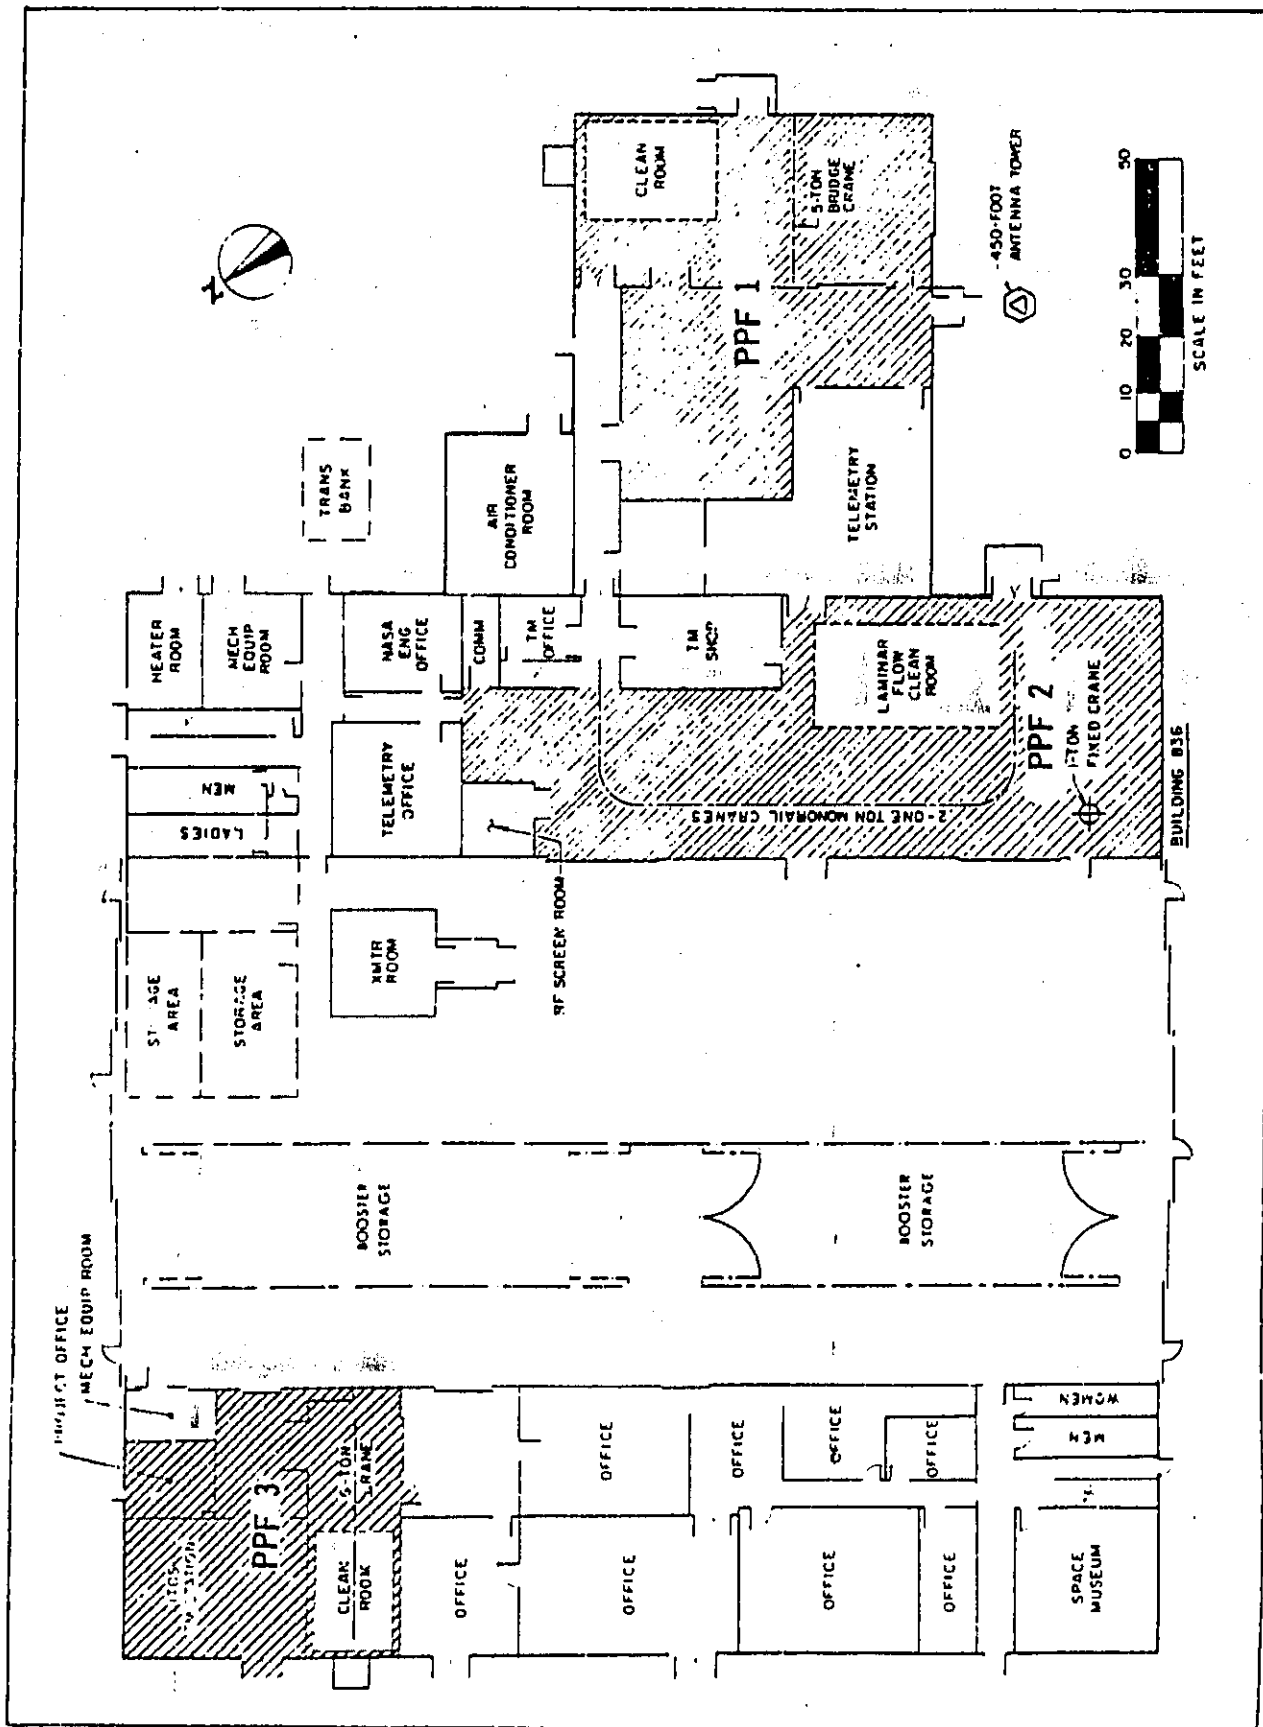 PROJECT OFFICE
MECH EQUIP ROOM
PPF 3
5-TON
CRANE
CLEAN
ROOM
STORAGE
AREA
STORAGE
AREA
LADIES
MEN
HEATER
ROOM
MECH
EQUIP
ROOM
N
TRANS
BANK
BOOSTER
STORAGE
XMTR
ROOM
TELEMETRY
OFFICE
NASA
ENG
OFFICE
COMM
TM
OFFICE
AIR
CONDITIONER
ROOM
RF SCREEN ROOM
OFFICE
OFFICE
OFFICE
TM
SHOP
CLEAN
ROOM
PPF 1
5-TON
BRIDGE
CRANE
2-ONE TON MONORAIL CRANES
OFFICE
OFFICE
OFFICE
BOOSTER
STORAGE
LAMINAR
FLOW
CLEAN
ROOM
TELEMETRY
STATION
OFFICE
OFFICE
PPF 2
1-TON
FIXED CRANE
450-FOOT
ANTENNA TOWER
SPACE
MUSEUM
MEN
WOMEN
BUILDING 836
0 10 20 30 50
SCALE IN FEET